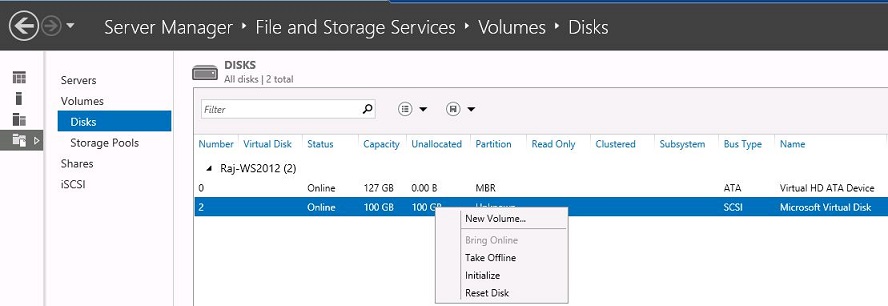 Server Manager ▸ File and Storage Services ▸ Volumes ▸ Disks
Servers
Volumes
Disks
Storage Pools
Shares
iSCSI
DISKS
All disks | 2 total
Filter
Number Virtual Disk Status Capacity Unallocated Partition Read Only Clustered Subsystem Bus Type Name
Raj-WS2012 (2)
0 Online 127 GB 0.00 B MBR ATA Virtual HD ATA Device
2 Online 100 GB 100 GB Unknown SCSI Microsoft Virtual Disk
New Volume...
Bring Online
Take Offline
Initialize
Reset Disk